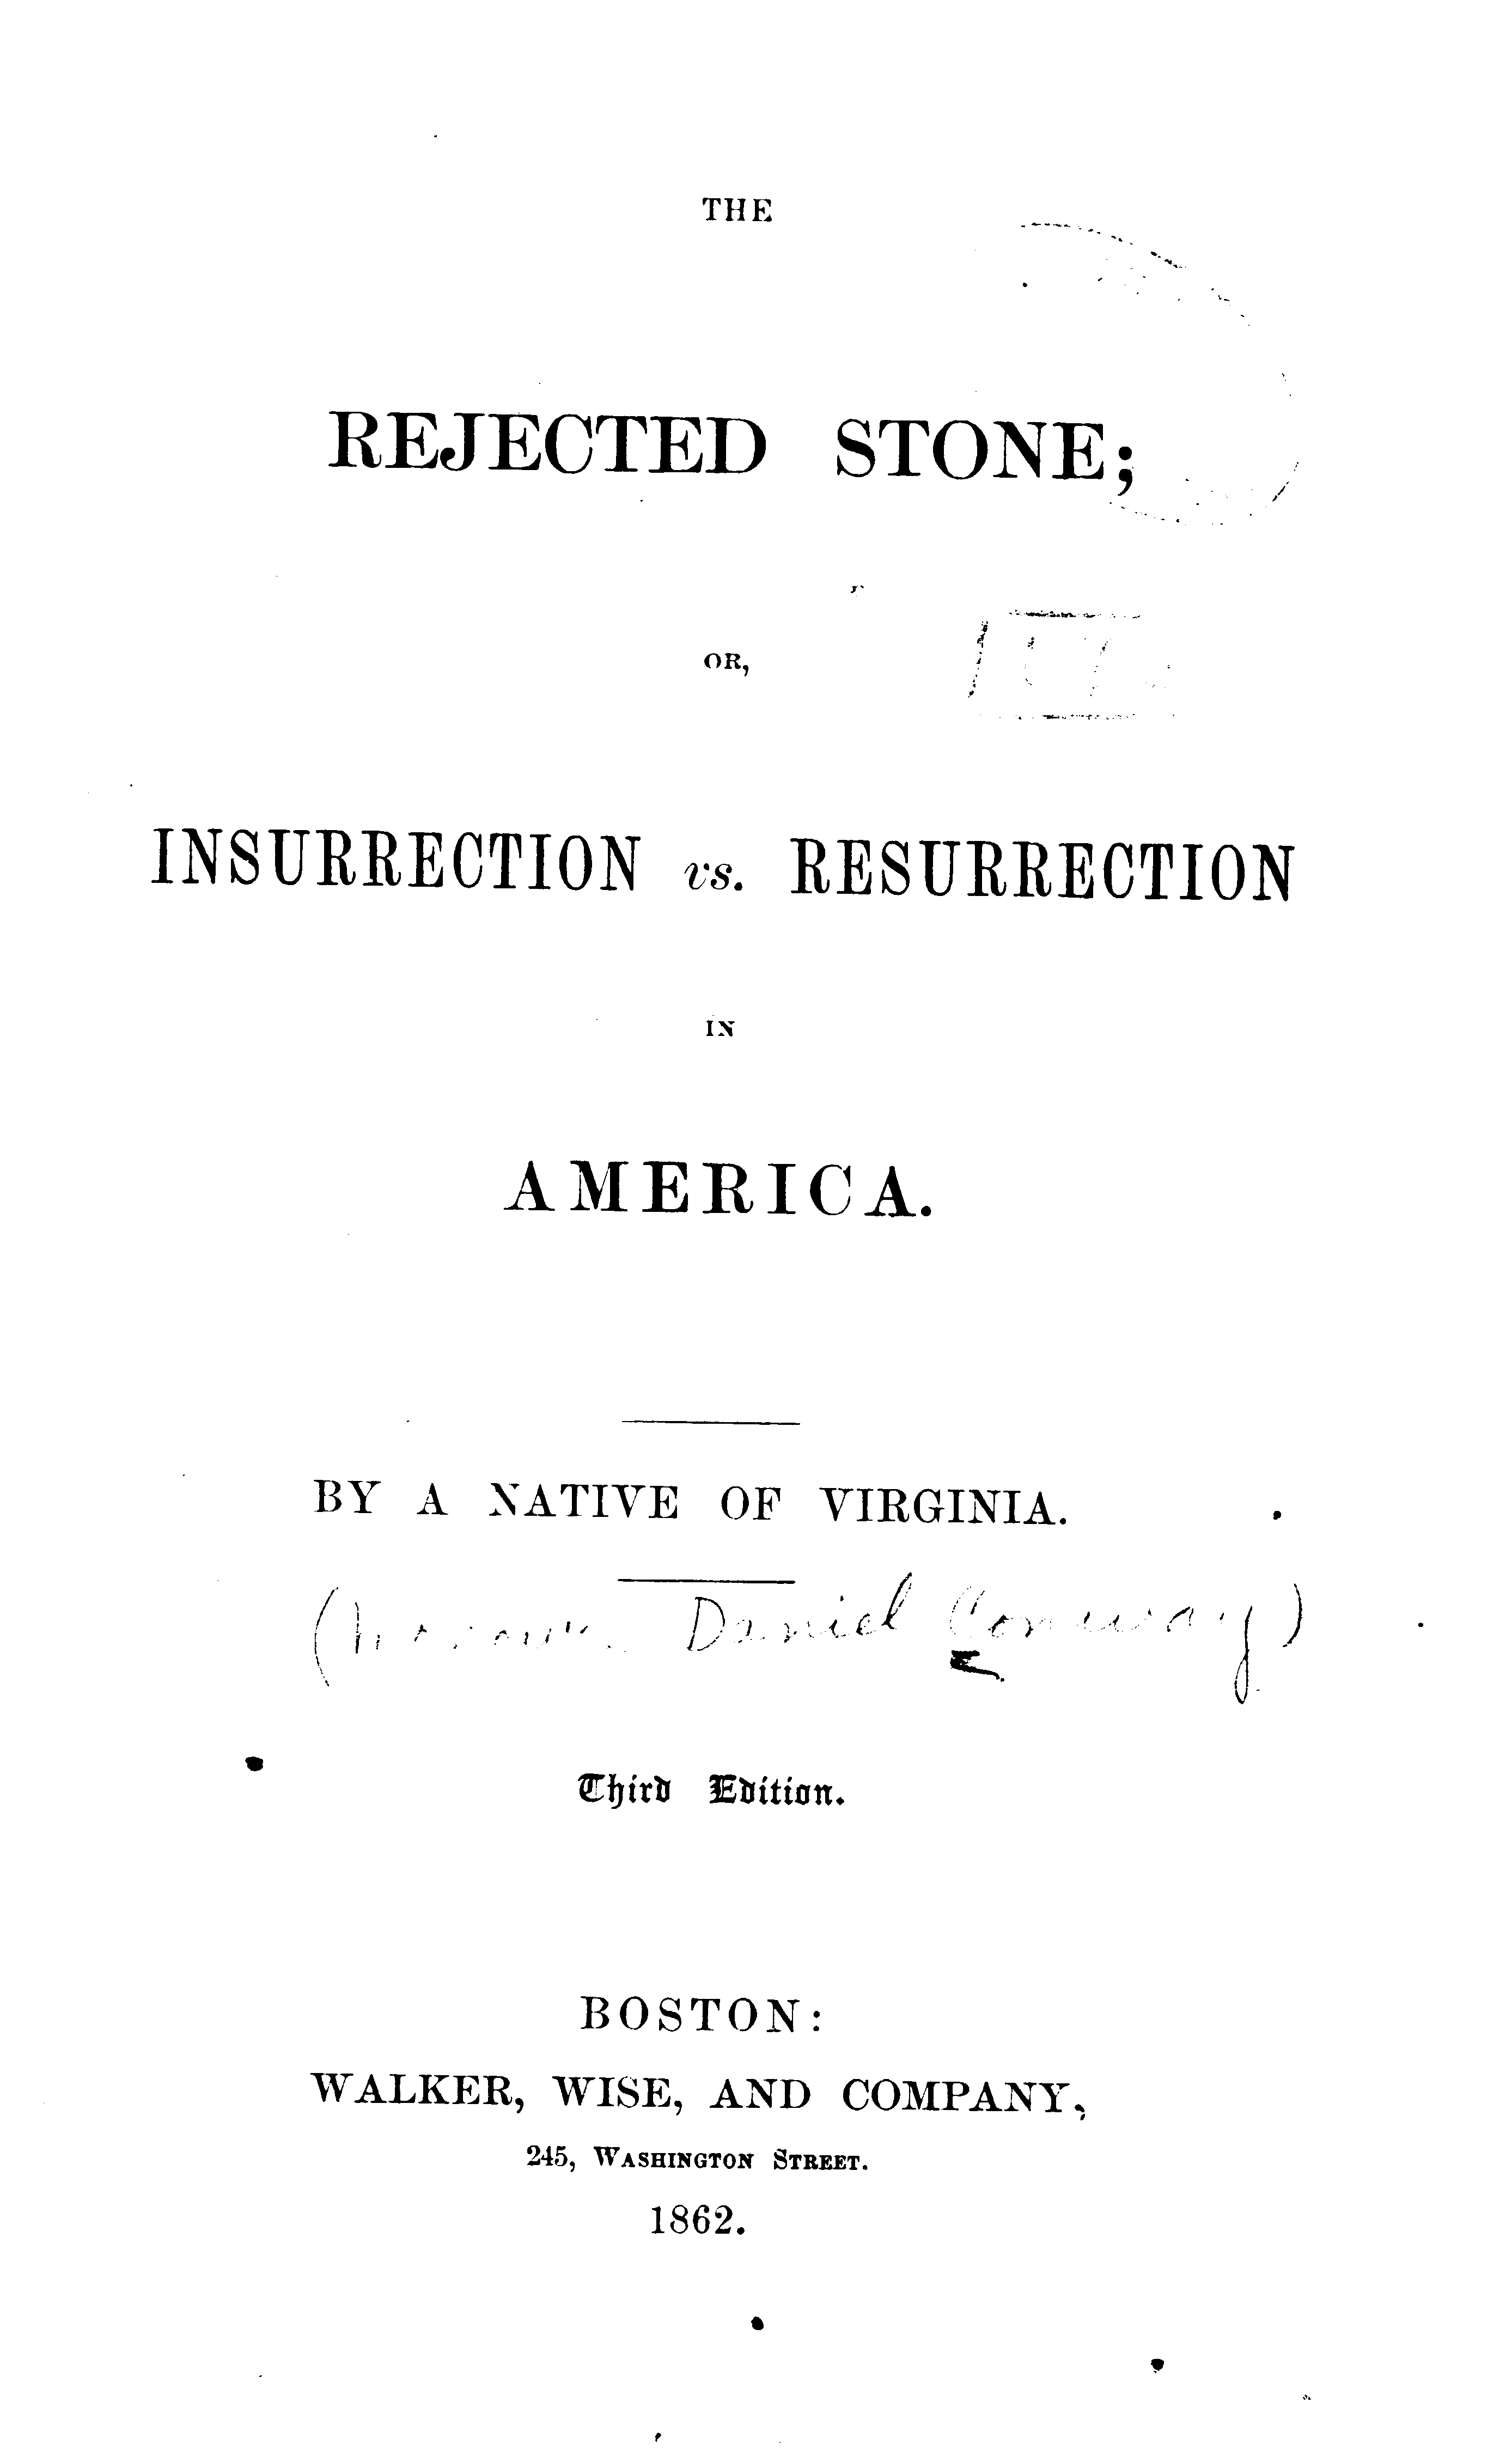 THE
REJECTED STONE;
OR,
INSURRECTION vs. RESURRECTION
IN
AMERICA.
BY A NATIVE OF VIRGINIA.
Daniel Conway)
Third Edition.
BOSTON:
WALKER, WISE, AND COMPANY,
245, WASHINGTON STREET.
1862.